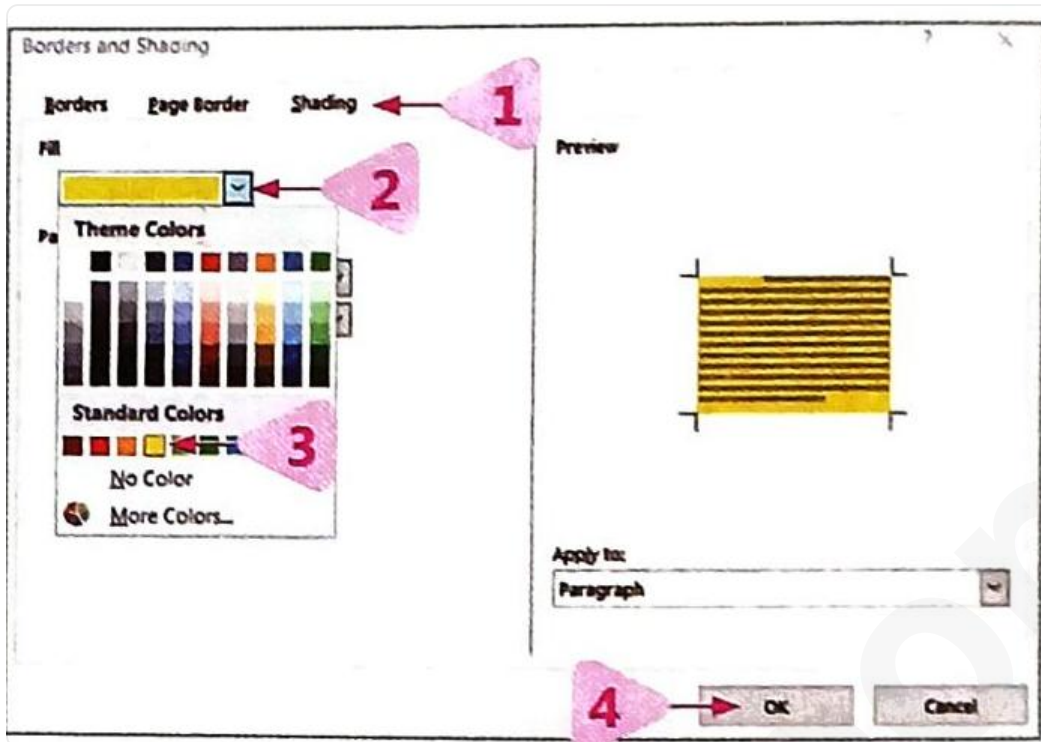 Borders and Shading ?
Borders Page Border Shading 1
Fill
2
Preview
Theme Colors
Pa
Standard Colors
3
No Color
More Colors...
Apply to:
Paragraph
4 OK Cancel